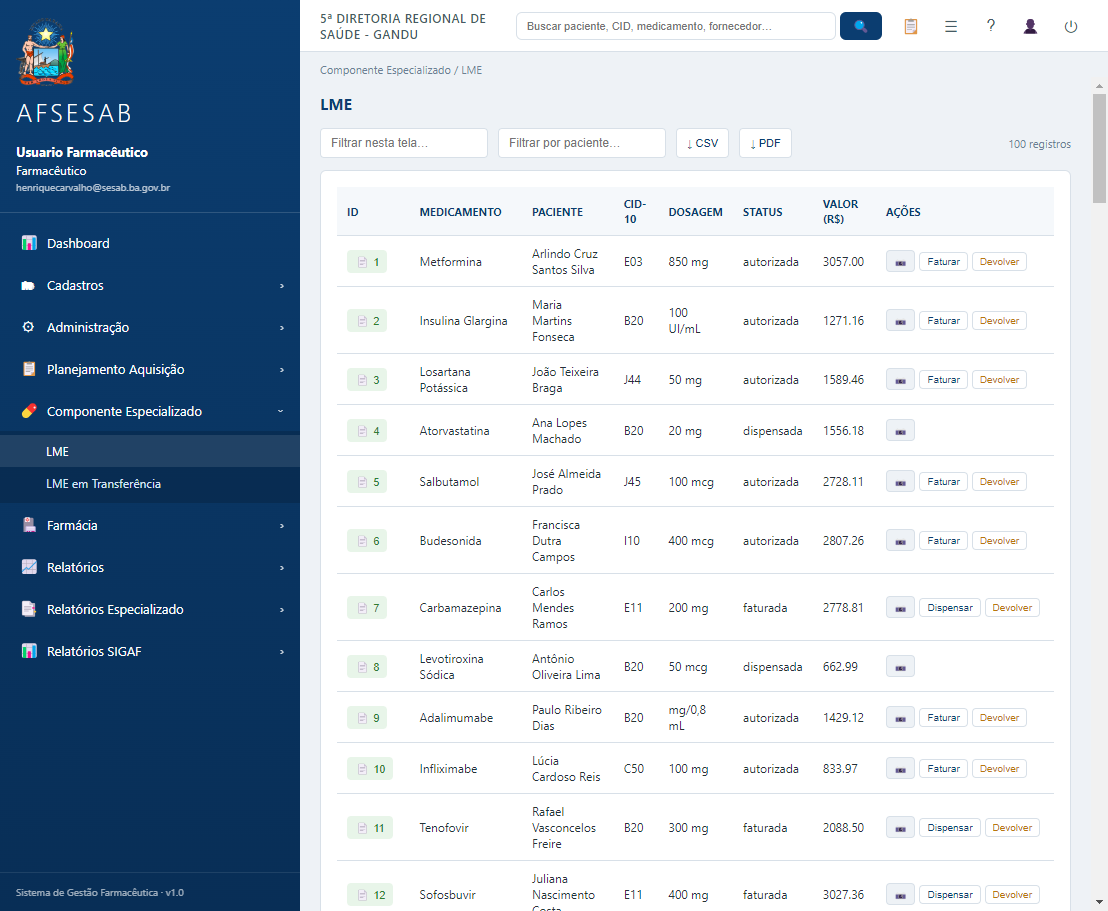 AFSESAB
Usuario Farmacêutico
Farmacêutico
henriquecarvalho@sesab.ba.gov.br
Dashboard
Cadastros
Administração
Planejamento Aquisição
Componente Especializado
LME
LME em Transferência
Farmácia
Relatórios
Relatórios Especializado
Relatórios SIGAF
Sistema de Gestão Farmacêutica · v1.0
5ª DIRETORIA REGIONAL DE
SAÚDE - GANDU
Buscar paciente, CID, medicamento, fornecedor...
?
Componente Especializado / LME
LME
Filtrar nesta tela...
Filtrar por paciente...
↓ CSV
↓ PDF
100 registros
ID MEDICAMENTO PACIENTE CID-10 DOSAGEM STATUS VALOR (R$) AÇÕES
1 Metformina Arlindo Cruz Santos Silva E03 850 mg autorizada 3057.00 Faturar Devolver
2 Insulina Glargina Maria Martins Fonseca B20 100 UI/mL autorizada 1271.16 Faturar Devolver
3 Losartana Potássica João Teixeira Braga J44 50 mg autorizada 1589.46 Faturar Devolver
4 Atorvastatina Ana Lopes Machado B20 20 mg dispensada 1556.18
5 Salbutamol José Almeida Prado J45 100 mcg autorizada 2728.11 Faturar Devolver
6 Budesonida Francisca Dutra Campos I10 400 mcg autorizada 2807.26 Faturar Devolver
7 Carbamazepina Carlos Mendes Ramos E11 200 mg faturada 2778.81 Dispensar Devolver
8 Levotiroxina Sódica Antônio Oliveira Lima B20 50 mcg dispensada 662.99
9 Adalimumabe Paulo Ribeiro Dias B20 mg/0,8 mL autorizada 1429.12 Faturar Devolver
10 Infliximabe Lúcia Cardoso Reis C50 100 mg autorizada 833.97 Faturar Devolver
11 Tenofovir Rafael Vasconcelos Freire B20 300 mg faturada 2088.50 Dispensar Devolver
12 Sofosbuvir Juliana Nascimento Costa E11 400 mg faturada 3027.36 Dispensar Devolver